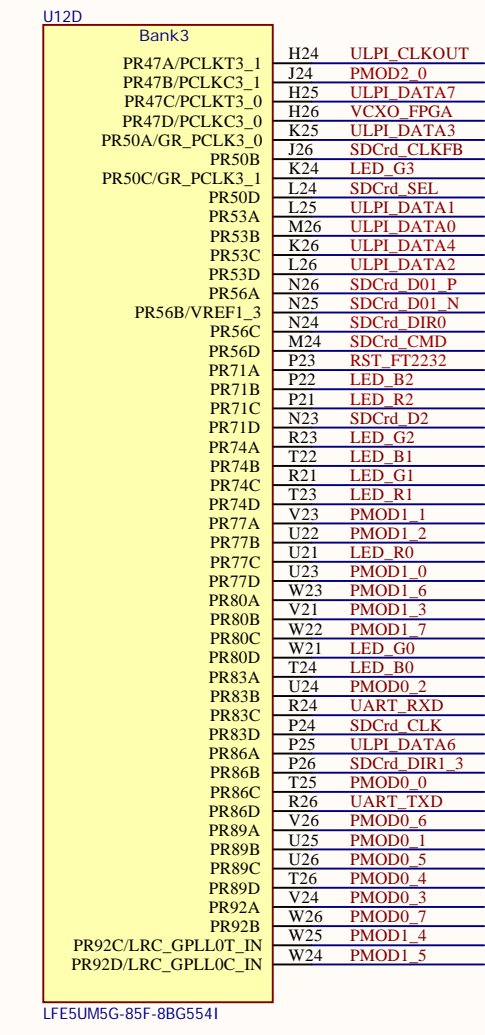 U12D
Bank3
PR47A/PCLKT3_1 H24 ULPI_CLKOUT
PR47B/PCLKC3_1 J24 PMOD2_0
PR47C/PCLKT3_0 H25 ULPI_DATA7
PR47D/PCLKC3_0 H26 VCXO_FPGA
PR50A/GR_PCLK3_0 K25 ULPI_DATA3
PR50B J26 SDCrd_CLKFB
PR50C/GR_PCLK3_1 K24 LED_G3
PR50D L24 SDCrd_SEL
PR53A L25 ULPI_DATA1
PR53B M26 ULPI_DATA0
PR53C K26 ULPI_DATA4
PR53D L26 ULPI_DATA2
PR56A N26 SDCrd_D01_P
PR56B/VREF1_3 N25 SDCrd_D01_N
PR56C N24 SDCrd_DIR0
PR56D M24 SDCrd_CMD
PR71A P23 RST_FT2232
PR71B P22 LED_B2
PR71C P21 LED_R2
PR71D N23 SDCrd_D2
PR74A R23 LED_G2
PR74B T22 LED_B1
PR74C R21 LED_G1
PR74D T23 LED_R1
PR77A V23 PMOD1_1
PR77B U22 PMOD1_2
PR77C U21 LED_R0
PR77D U23 PMOD1_0
PR80A W23 PMOD1_6
PR80B V21 PMOD1_3
PR80C W22 PMOD1_7
PR80D W21 LED_G0
PR83A T24 LED_B0
PR83B U24 PMOD0_2
PR83C R24 UART_RXD
PR83D P24 SDCrd_CLK
PR86A P25 ULPI_DATA6
PR86B P26 SDCrd_DIR1_3
PR86C T25 PMOD0_0
PR86D R26 UART_TXD
PR89A V26 PMOD0_6
PR89B U25 PMOD0_1
PR89C U26 PMOD0_5
PR89D T26 PMOD0_4
PR92A V24 PMOD0_3
PR92B W26 PMOD0_7
PR92C/LRC_GPLL0T_IN W25 PMOD1_4
PR92D/LRC_GPLL0C_IN W24 PMOD1_5
LFE5UM5G-85F-8BG554I